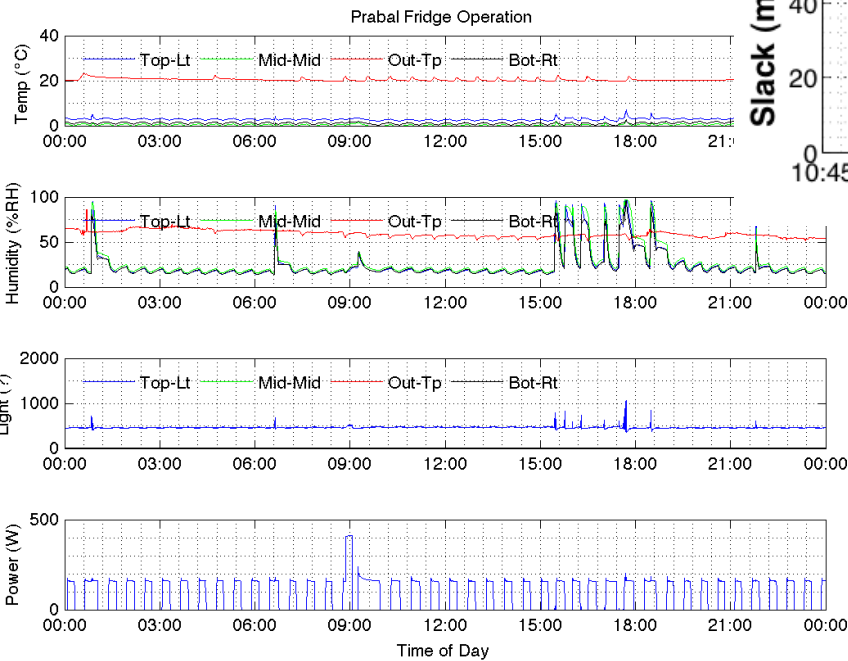 Prabal Fridge Operation
Temp (°C)
40
20
0
Top-Lt Mid-Mid Out-Tp Bot-Rt
00:00 03:00 06:00 09:00 12:00 15:00 18:00 21:
Slack (m
40
20
0
10:45
Humidity (%RH)
100
50
0
Top-Lt Mid-Mid Out-Tp Bot-Rt
00:00 03:00 06:00 09:00 12:00 15:00 18:00 21:00 00:00
Light (?)
2000
1000
0
Top-Lt Mid-Mid Out-Tp Bot-Rt
00:00 03:00 06:00 09:00 12:00 15:00 18:00 21:00 00:00
Power (W)
500
0
00:00 03:00 06:00 09:00 12:00 15:00 18:00 21:00 00:00
Time of Day